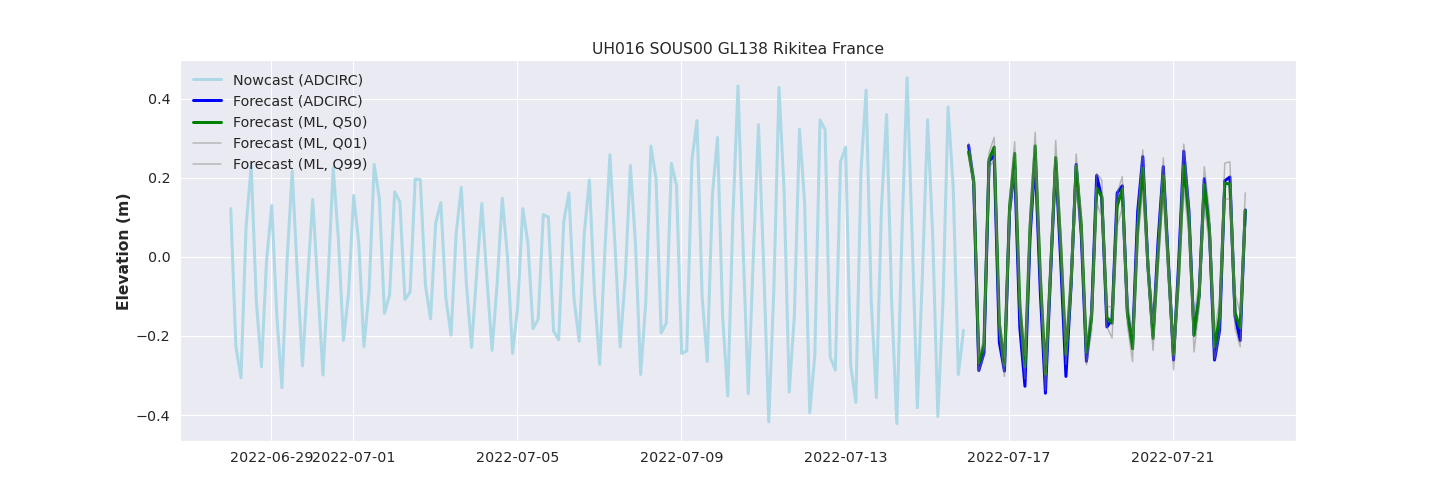 UH016 SOUS00 GL138 Rikitea France
Nowcast (ADCIRC)
Forecast (ADCIRC)
Forecast (ML, Q50)
Forecast (ML, Q01)
Forecast (ML, Q99)
Elevation (m)
0.4
0.2
0.0
−0.2
−0.4
2022-06-29 2022-07-01 2022-07-05 2022-07-09 2022-07-13 2022-07-17 2022-07-21